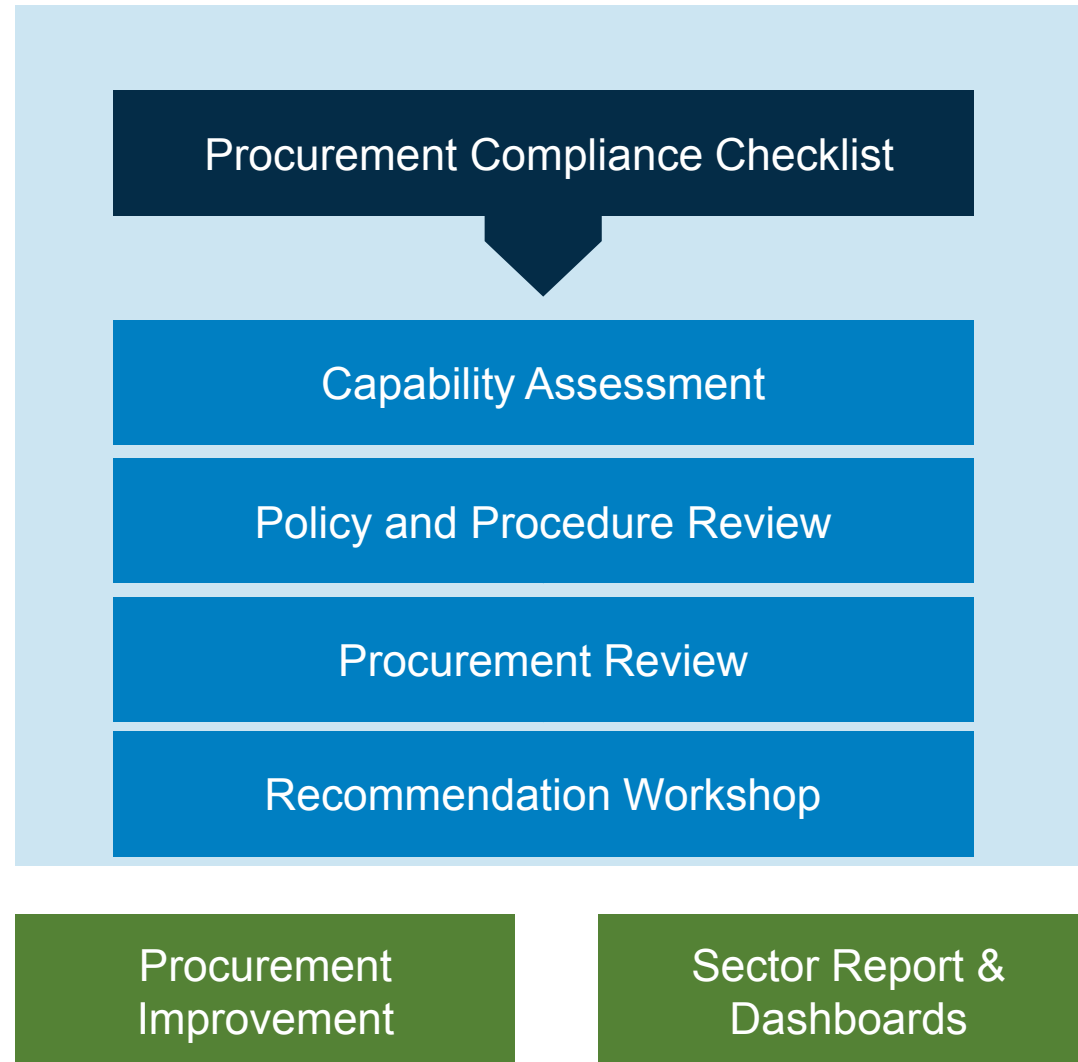 Procurement Compliance Checklist
Capability Assessment
Policy and Procedure Review
Procurement Review
Recommendation Workshop
Procurement
Improvement
Sector Report &
Dashboards